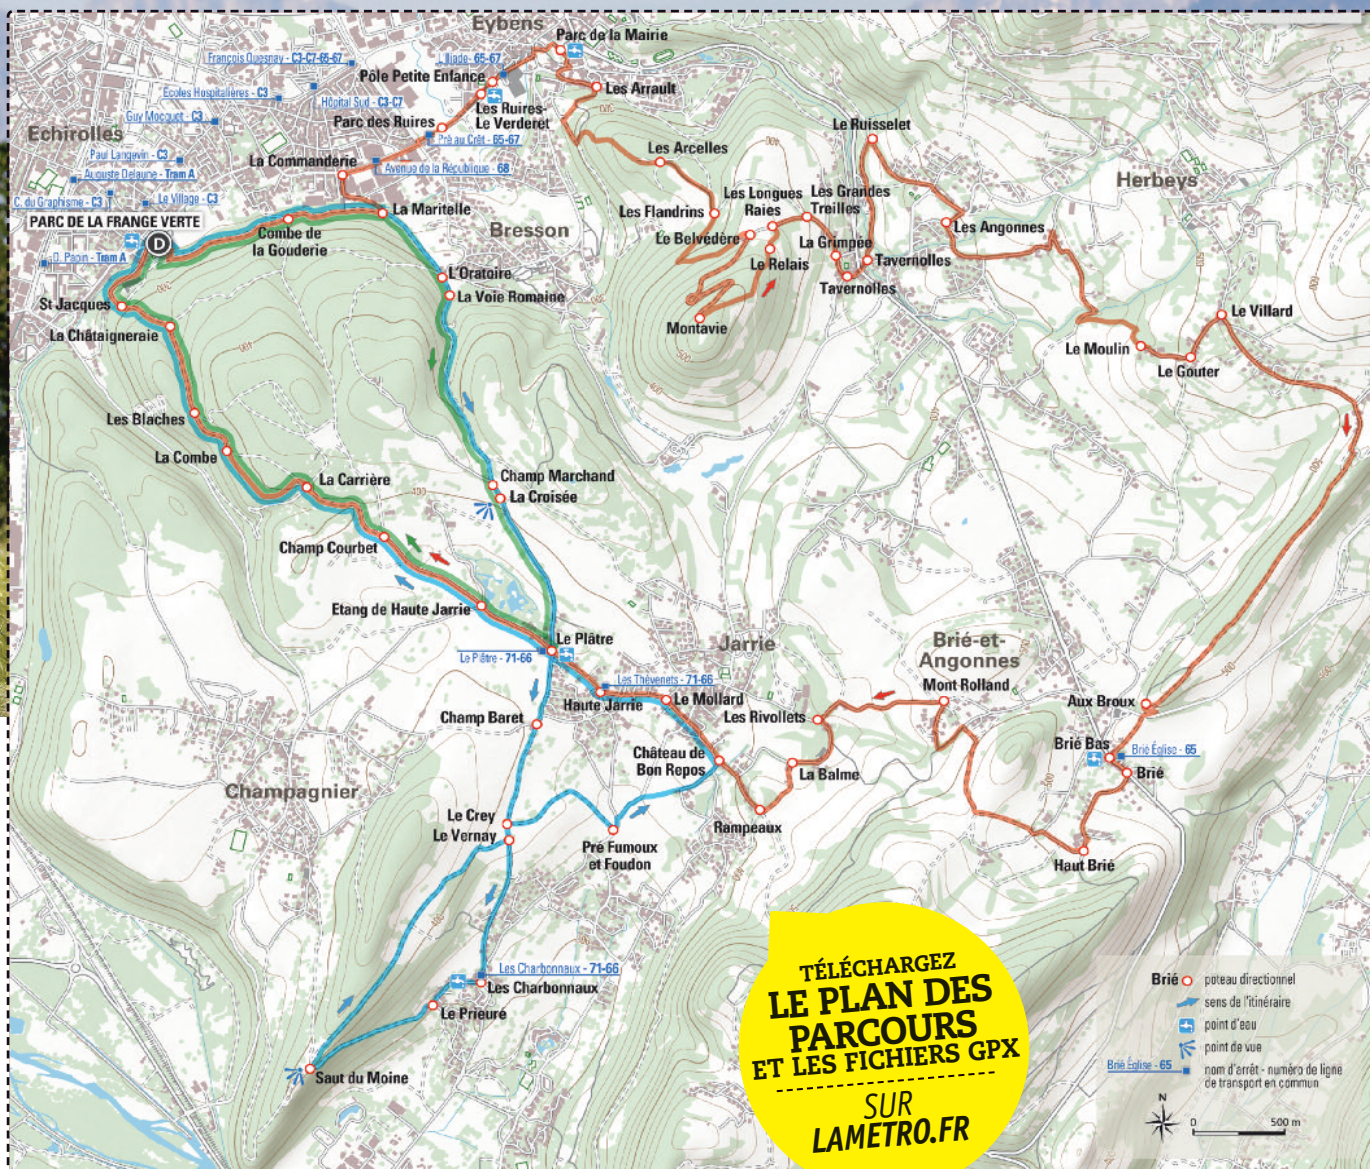 Eybens
Parc de la Mairie
François Quesnay - C3-C7-65-67
L'Iliade - 65-67
Pôle Petite Enfance
Les Arrault
Écoles Hospitalières - C3
Hôpital Sud - C3-C7
Les Ruires-
Le Verderet
Guy Mocquet - C3
Parc des Ruires
Echirolles
Pré au Crêt - 65-67
Le Ruisselet
Paul Langevin - C3
La Commanderie
Avenue de la République - 68
Les Arcelles
Auguste Delaune - Tram A
Herbeys
C. du Graphisme - C3
Le Village - C3
Les Longues
Raies
Les Grandes
Treilles
PARC DE LA FRANGE VERTE
D
La Maritelle
Les Flandrins
Combe de
la Gouderie
Bresson
Le Belvédère
La Grimpée
Les Angonnes
D. Papin - Tram A
Le Relais
Tavernolles
L'Oratoire
Tavernolles
La Voie Romaine
St Jacques
300
La Châtaigneraie
Montavie
Le Villard
Le Moulin
Le Gouter
Les Blaches
La Combe
Champ Marchand
La Croisée
La Carrière
400
Champ Courbet
Etang de Haute Jarrie
Le Plâtre
Jarrie
Brié-et-
Angonnes
Le Plâtre - 71-66
Les Thévenets - 71-66
Mont Rolland
Haute Jarrie
Le Mollard
Aux Broux
Champ Baret
Les Rivollets
Brié Bas
Brié Église - 65
Château de
Bon Repos
La Balme
Brié
Champagnier
Le Crey
Le Vernay
Rampeaux
Pré Fumoux
et Foudon
Haut Brié
Les Charbonnaux - 71-66
Les Charbonnaux
Le Prieuré
Saut du Moine
TÉLÉCHARGEZ
LE PLAN DES
PARCOURS
ET LES FICHIERS GPX
SUR
LAMETRO.FR
Brié poteau directionnel
sens de l'itinéraire
point d'eau
point de vue
Brié Église - 65 nom d'arrêt - numéro de ligne
de transport en commun
N
0 500 m